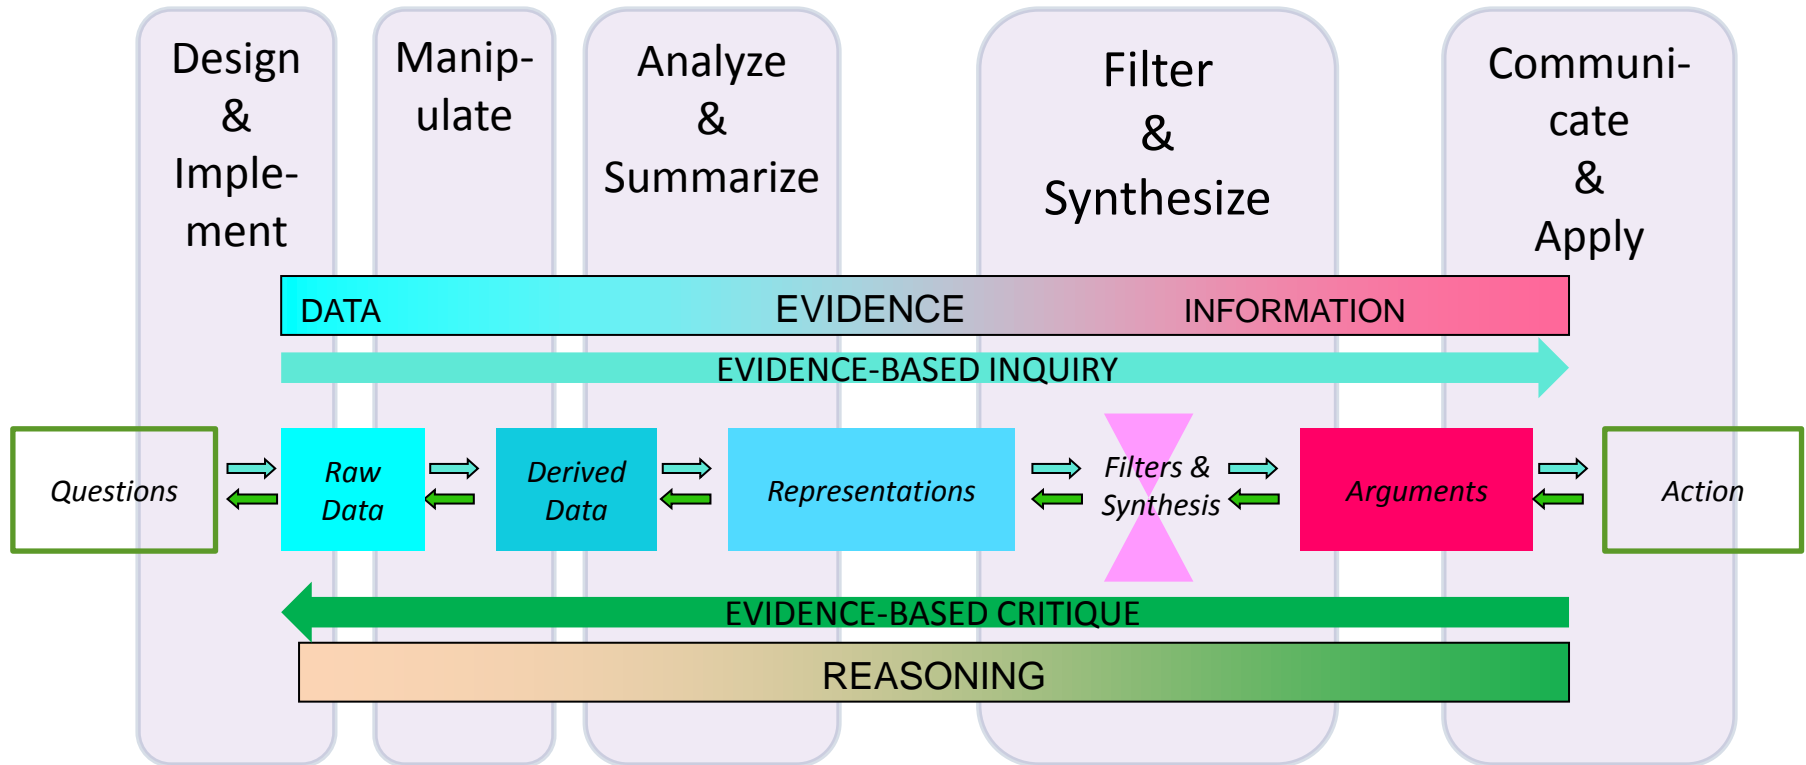 Design
&
Imple-
ment
Manip-
ulate
Analyze
&
Summarize
Filter
&
Synthesize
Communi-
cate
&
Apply
DATA
EVIDENCE
INFORMATION
EVIDENCE-BASED INQUIRY
Questions
Raw
Data
Derived
Data
Representations
Filters &
Synthesis
Arguments
Action
EVIDENCE-BASED CRITIQUE
REASONING